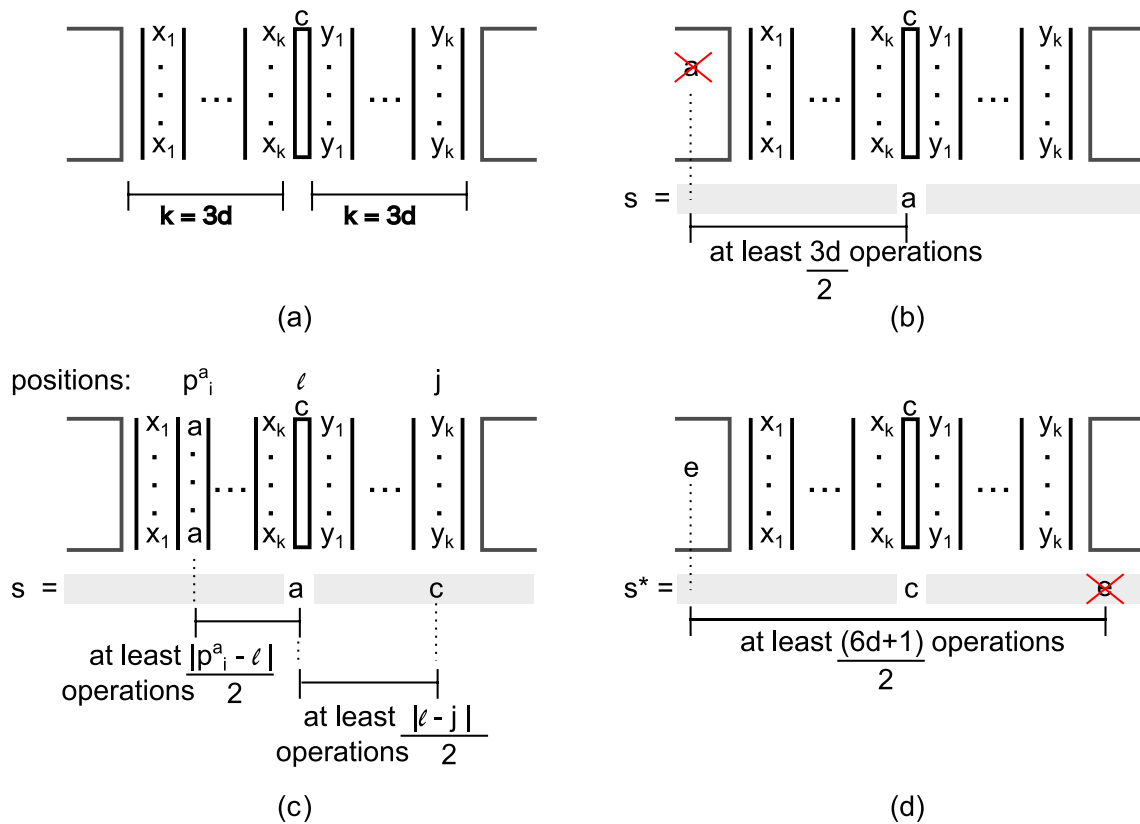 c
x₁ xₖ y₁ yₖ
. . . .
. ... . . ... .
. . . .
x₁ xₖ y₁ yₖ
k = 3d k = 3d
(a)
c
a x₁ xₖ y₁ yₖ
. . . .
. ... . . ... .
. . . .
x₁ xₖ y₁ yₖ
s = a
at least 3d/2 operations
(b)
positions: pᵃᵢ ℓ j
c
x₁ a xₖ y₁ yₖ
. . . . .
. . ... . . ... .
. . . . .
x₁ a xₖ y₁ yₖ
s = a c
at least |pᵃᵢ - ℓ|/2
operations
at least |ℓ - j|/2
operations
(c)
c
x₁ xₖ y₁ yₖ
. . . .
e . ... . . ... .
. . . .
x₁ xₖ y₁ yₖ
s* = c e
at least (6d+1)/2 operations
(d)